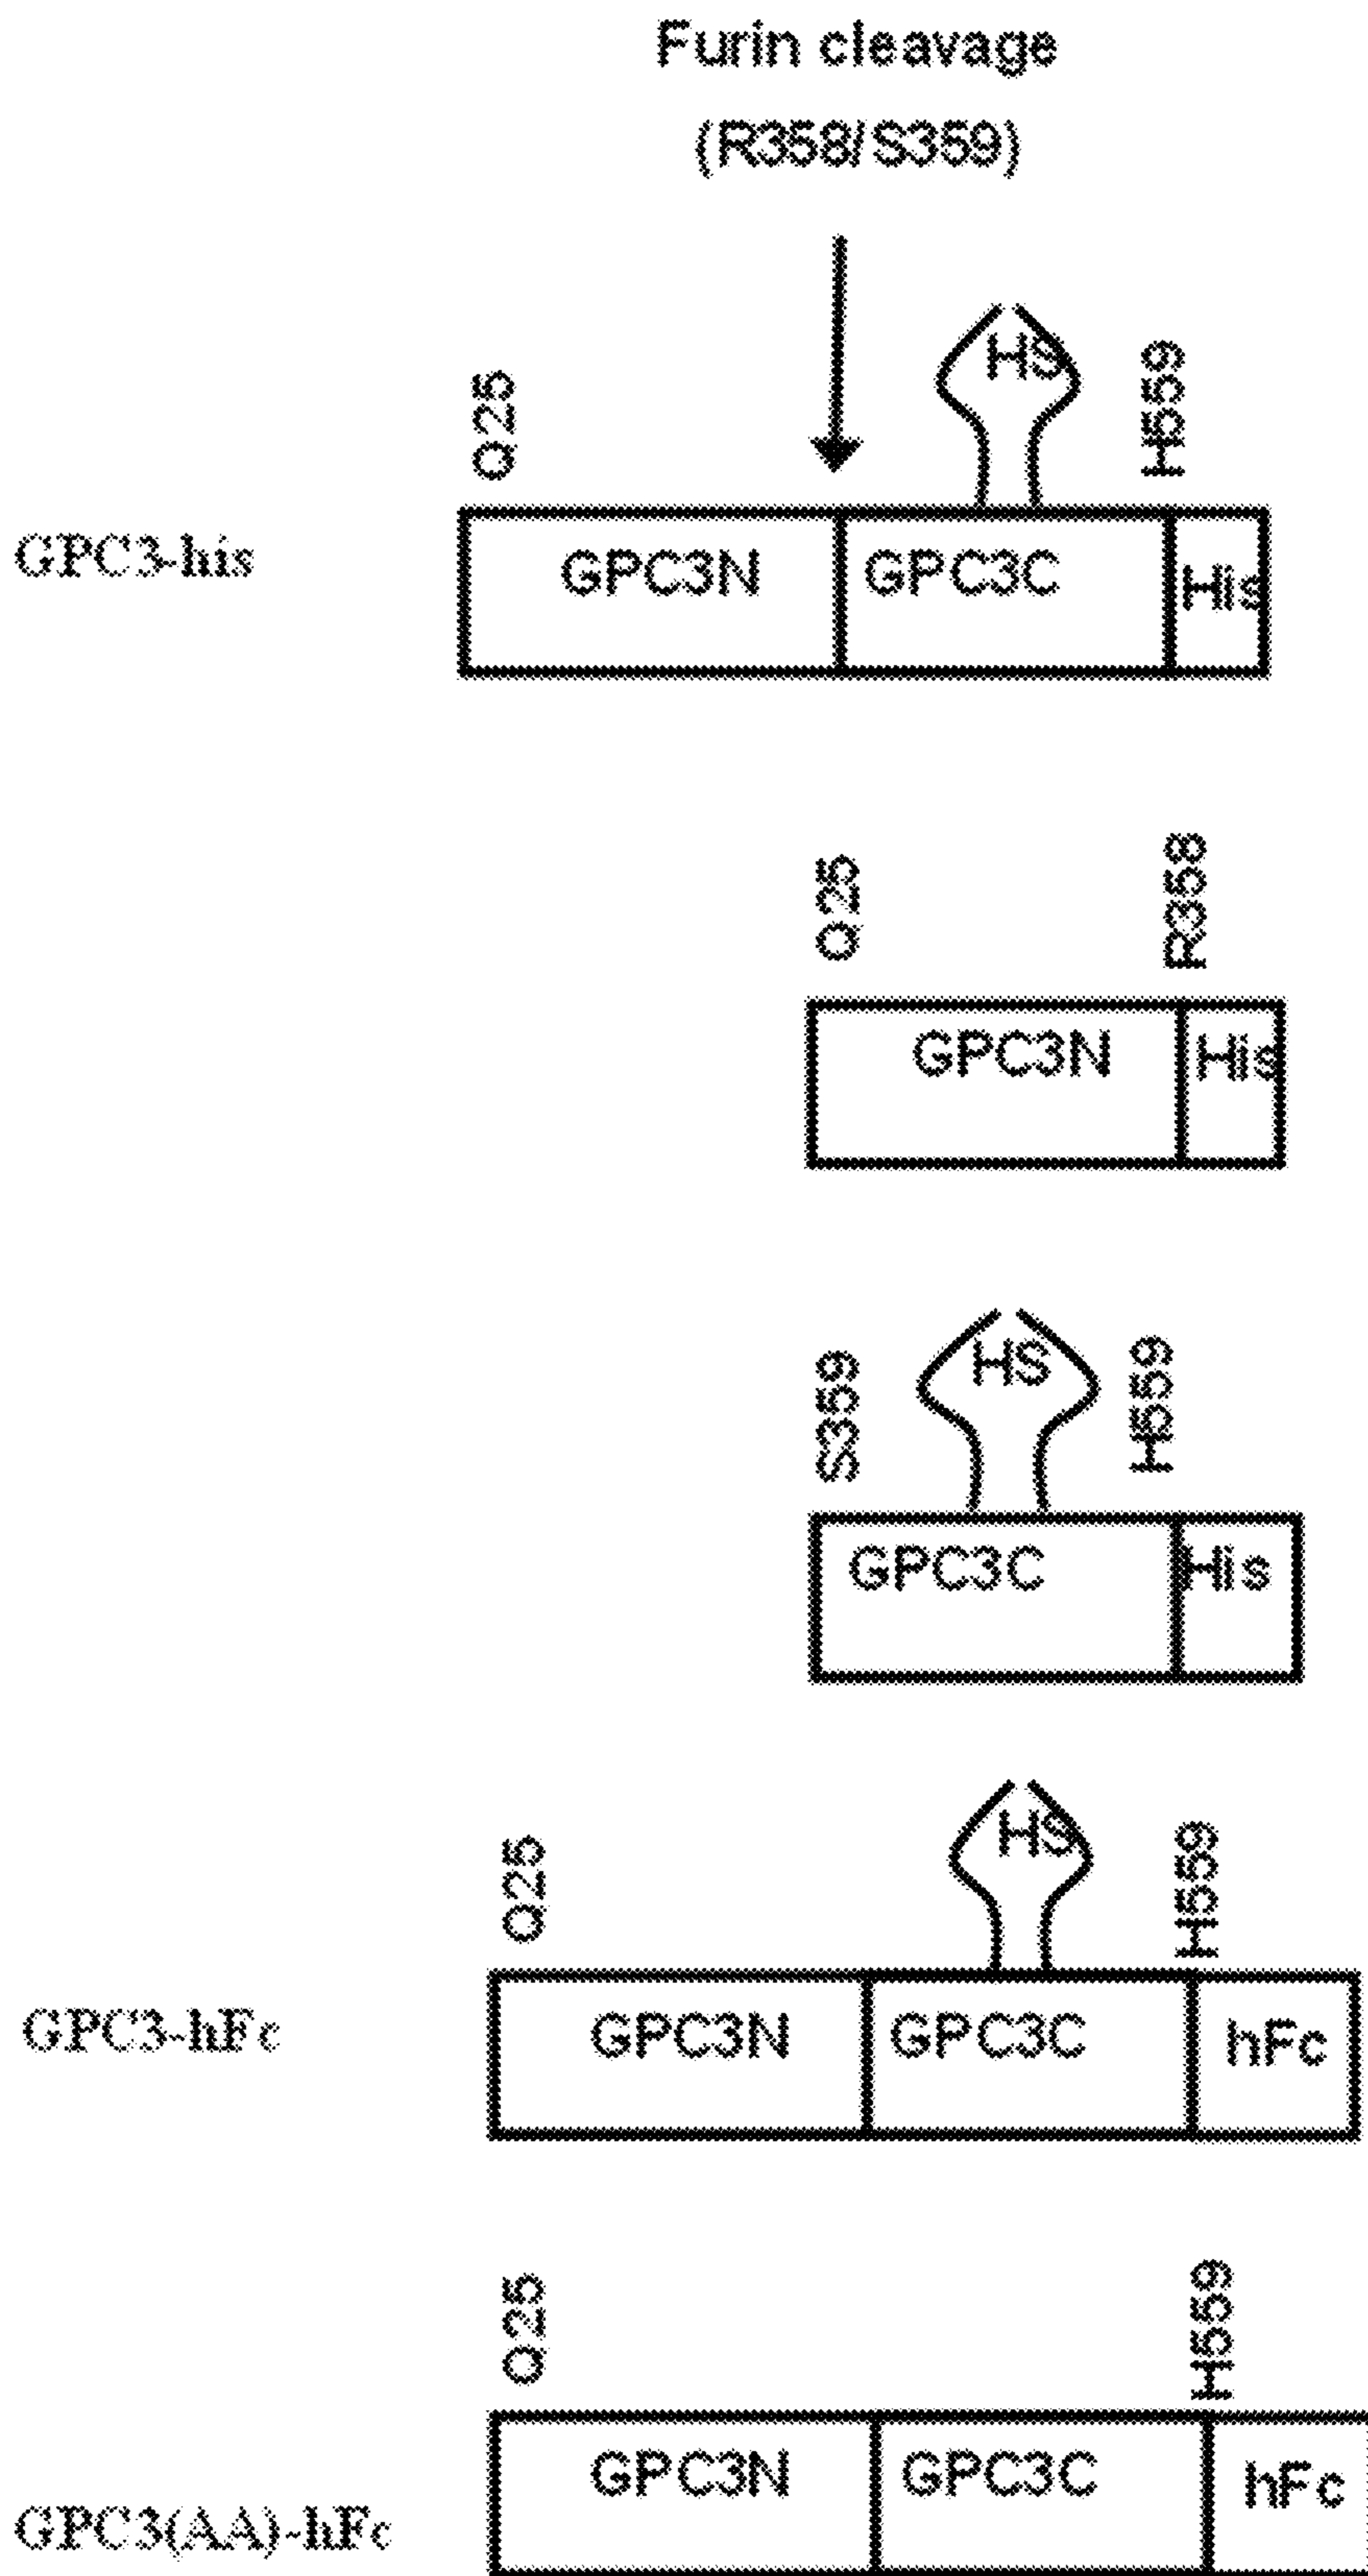 Furin cleavage
(R358/S359)
HS
Q25
H559
GPC3-his
GPC3N
GPC3C
His
Q25
R358
GPC3N
His
HS
S359
H559
GPC3C
His
HS
Q25
H559
GPC3-hFc
GPC3N
GPC3C
hFc
Q25
H559
GPC3N
GPC3C
hFc
GPC3(AA)-hFc